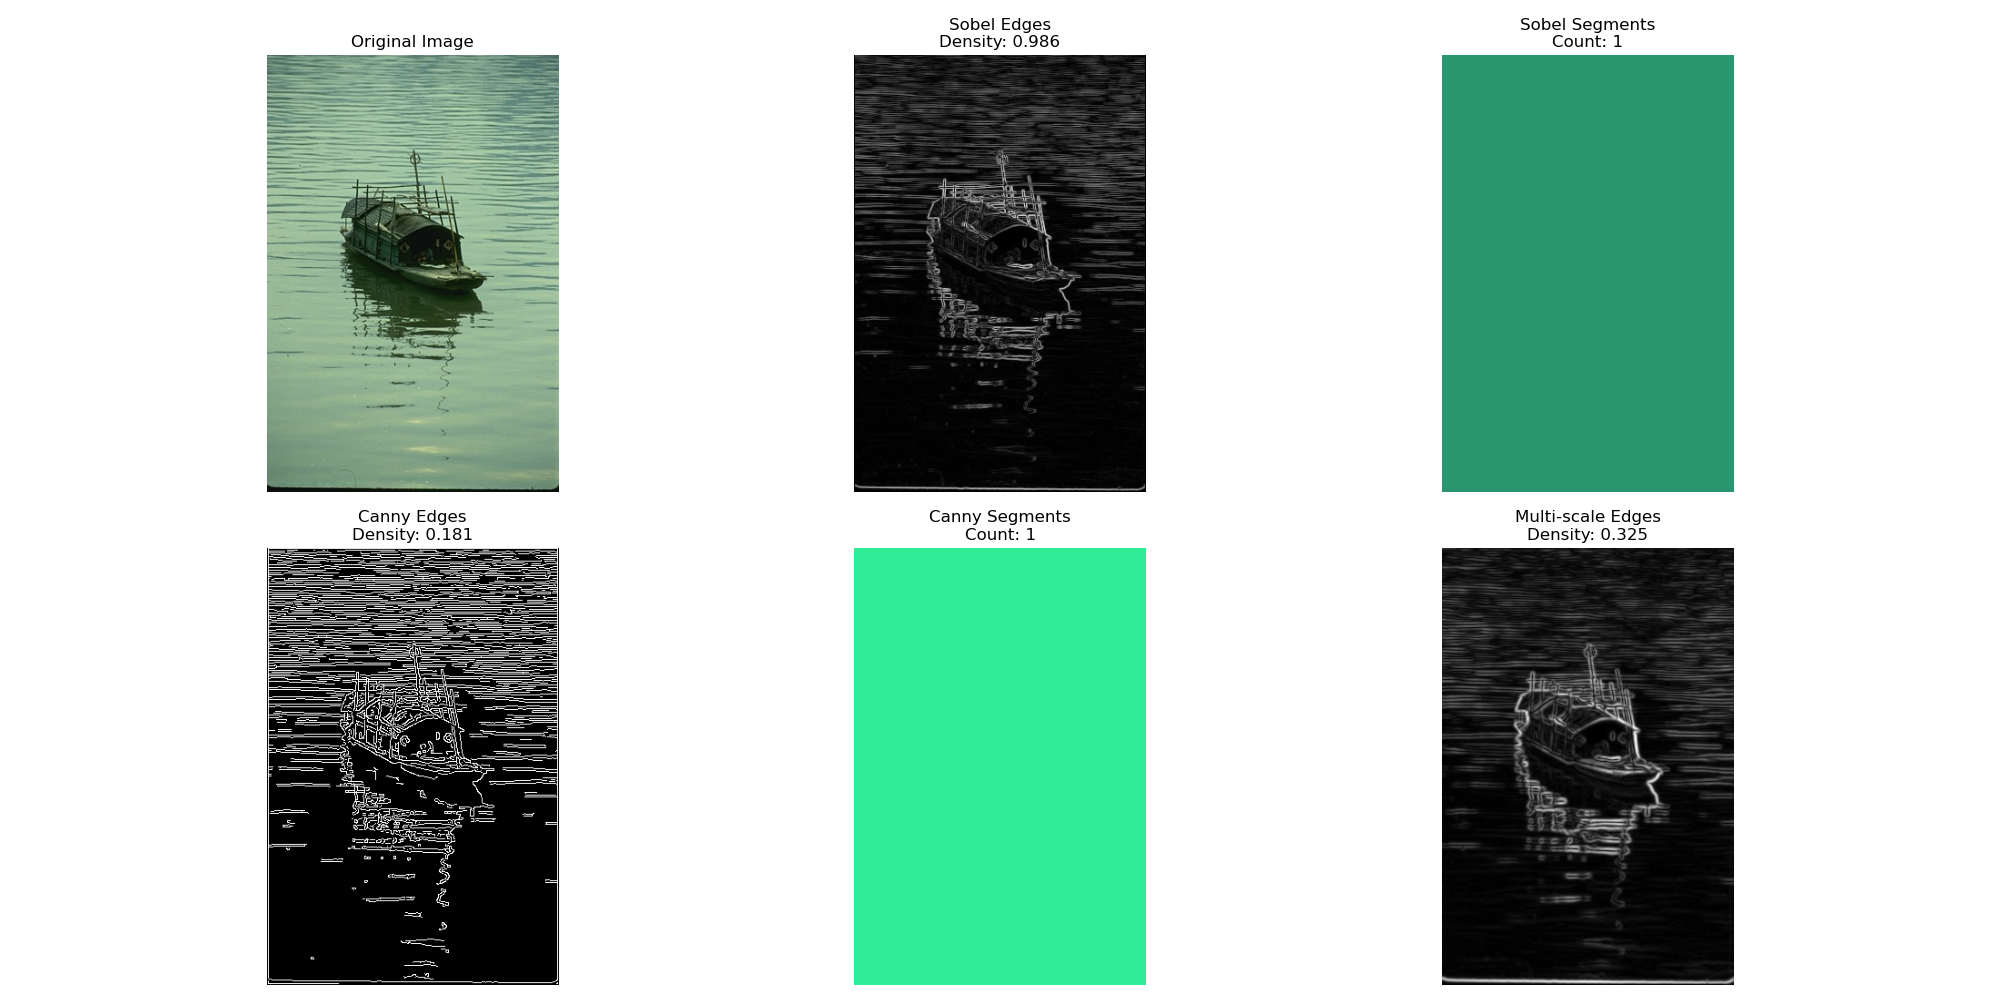 Original Image
Sobel Edges
Density: 0.986
Sobel Segments
Count: 1
Canny Edges
Density: 0.181
Canny Segments
Count: 1
Multi-scale Edges
Density: 0.325